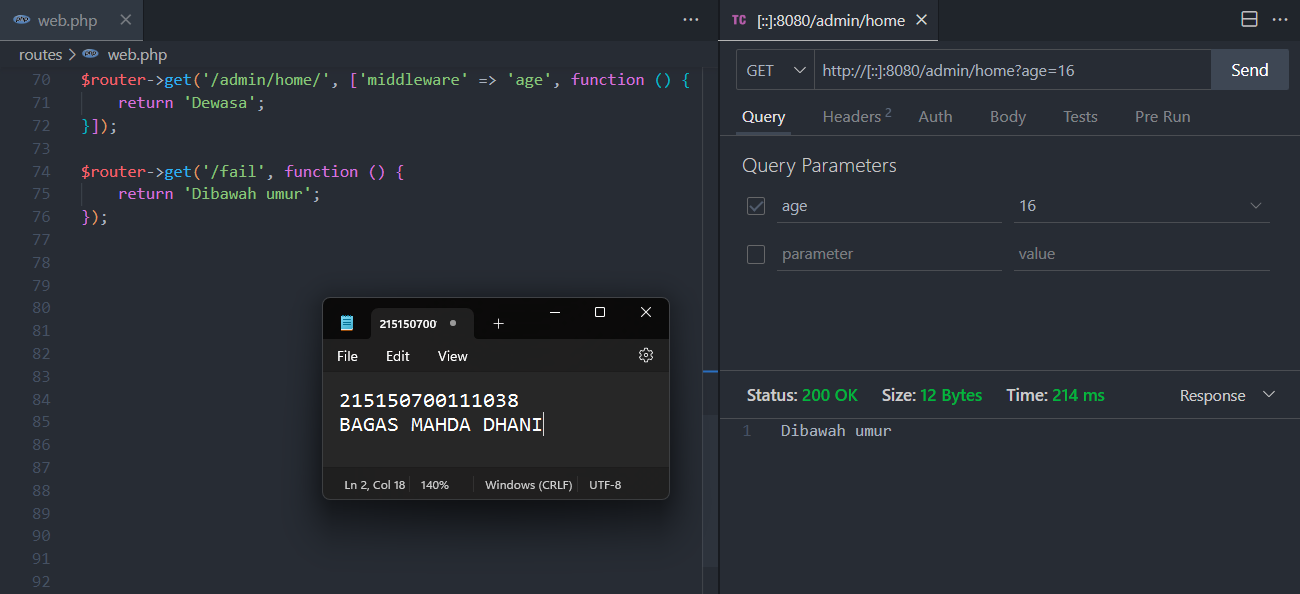 web.php
routes > web.php
70 $router->get('/admin/home/', ['middleware' => 'age', function () {
71     return 'Dewasa';
72 }]);
73
74 $router->get('/fail', function () {
75     return 'Dibawah umur';
76 });
77
78
79
80
81
82
83
84
85
86
87
88
89
90
91
92
215150700
File Edit View
215150700111038
BAGAS MAHDA DHANI
Ln 2, Col 18 140% Windows (CRLF) UTF-8
TC [::]:8080/admin/home
GET http://[::]:8080/admin/home?age=16 Send
Query Headers 2 Auth Body Tests Pre Run
Query Parameters
age 16
parameter value
Status: 200 OK Size: 12 Bytes Time: 214 ms Response
1 Dibawah umur